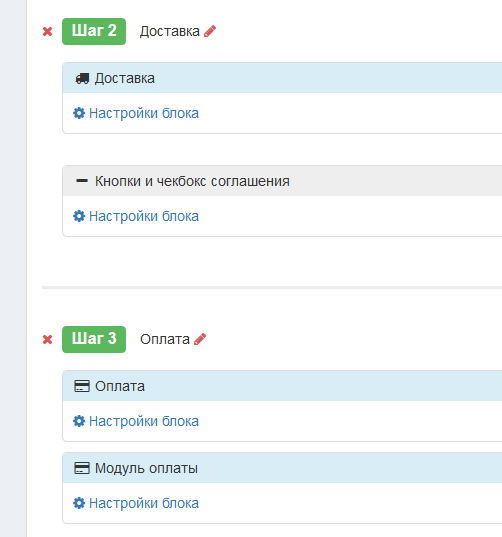 Шаг 2 Доставка
Доставка
Настройки блока
Кнопки и чекбокс соглашения
Настройки блока
Шаг 3 Оплата
Оплата
Настройки блока
Модуль оплаты
Настройки блока